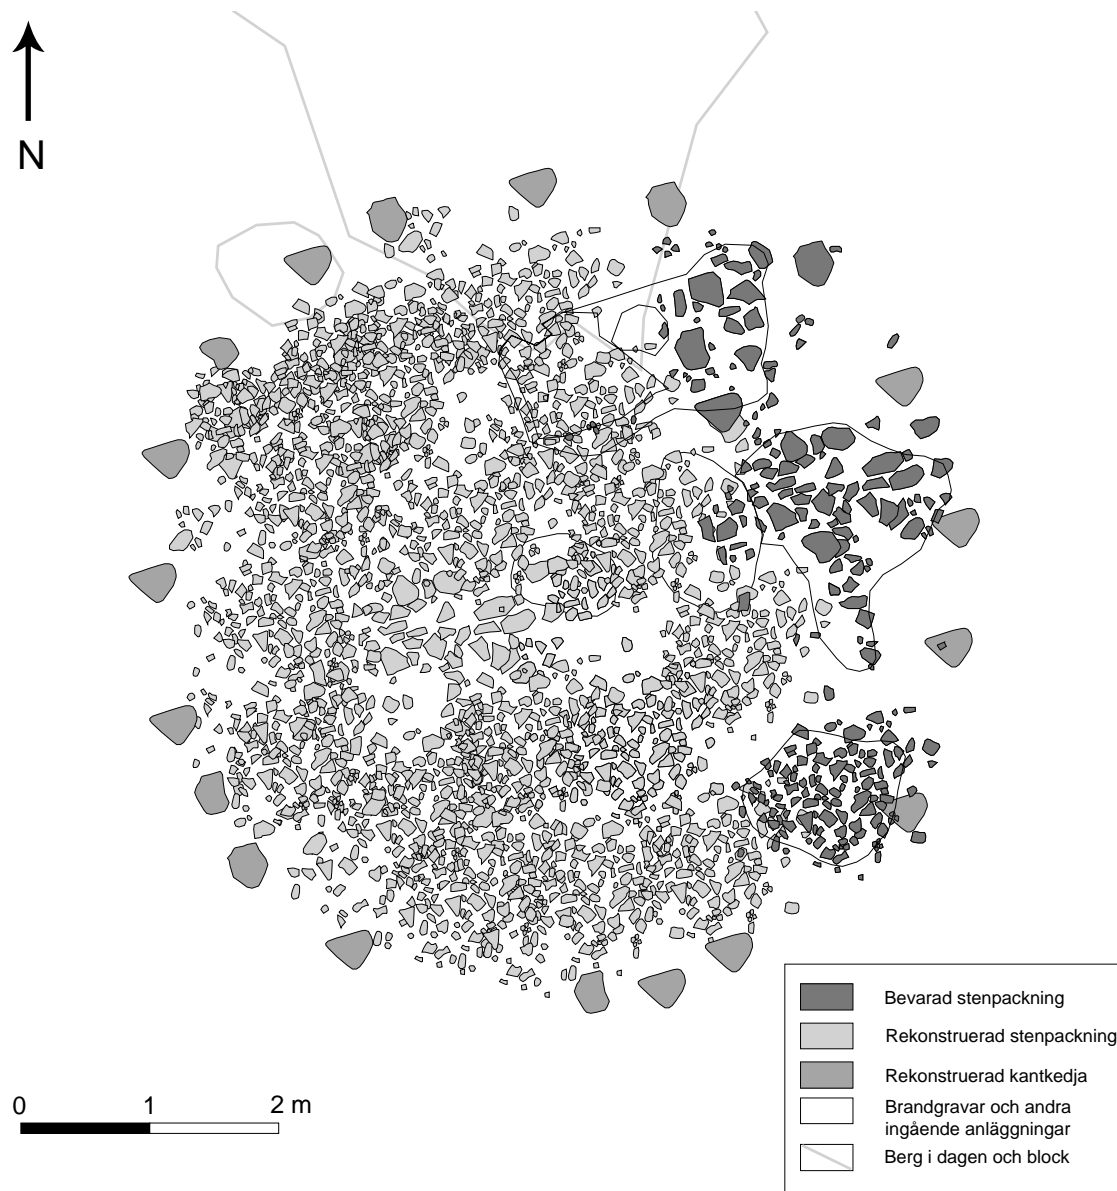 N
Bevarad stenpackning
Rekonstruerad stenpackning
Rekonstruerad kantkedja
Brandgravar och andra
ingående anläggningar
Berg i dagen och block
0 1 2 m